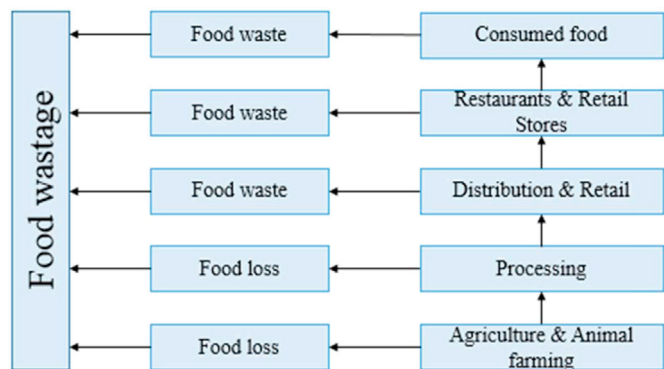 Food wastage
Food waste
Consumed food
Food waste
Restaurants & Retail
Stores
Food waste
Distribution & Retail
Food loss
Processing
Food loss
Agriculture & Animal
farming